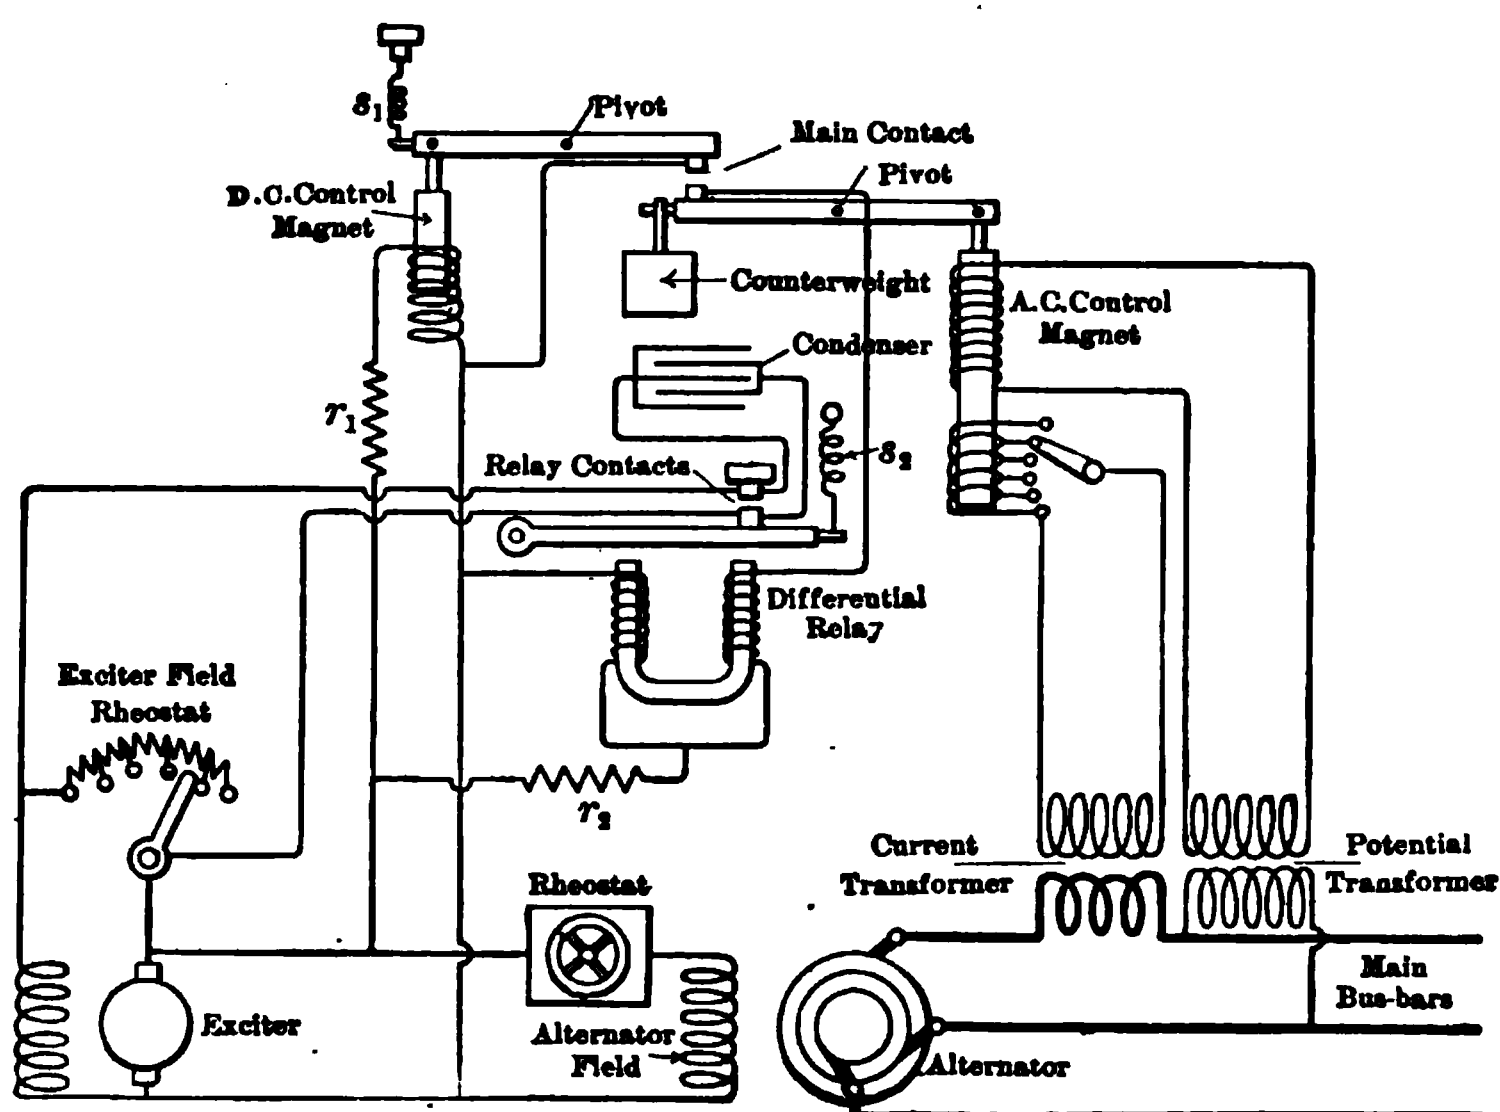 s₁
Pivot
Main Contact
Pivot
D.C.Control
Magnet
Counterweight
A.C.Control
Magnet
Condenser
r₁
s₂
Relay Contacts
Differential
Relay
Exciter Field
Rheostat
r₂
Current
Transformer
Potential
Transformer
Rheostat
Main
Bus-bars
Exciter
Alternator
Field
Alternator